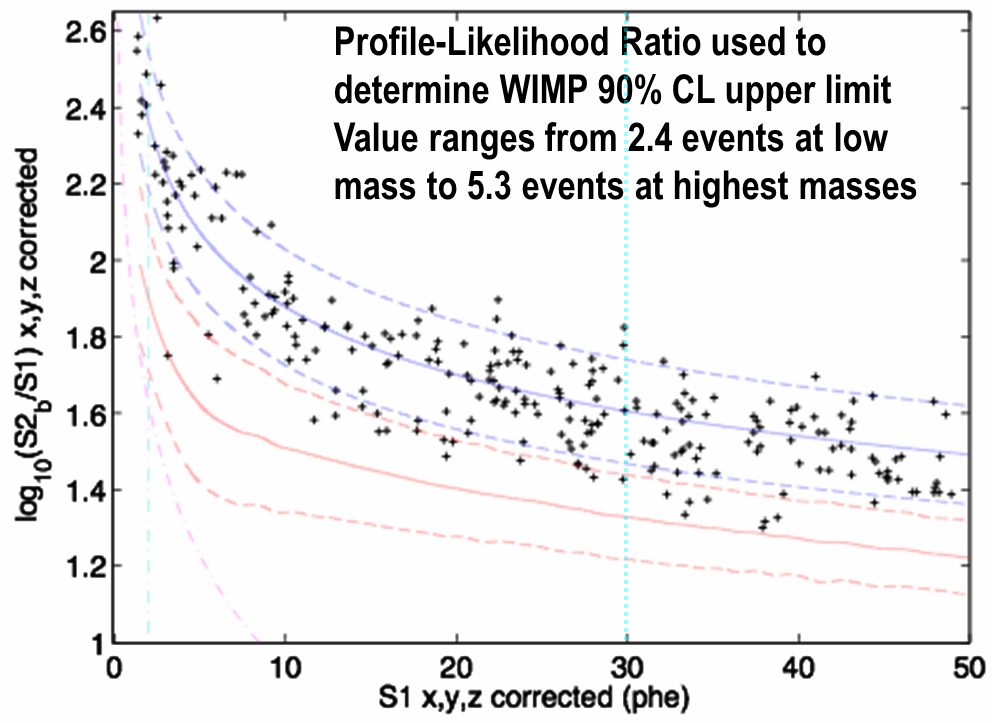 Profile-Likelihood Ratio used to
determine WIMP 90% CL upper limit
Value ranges from 2.4 events at low
mass to 5.3 events at highest masses
log10(S2b/S1) x,y,z corrected
2.6
2.4
2.2
2
1.8
1.6
1.4
1.2
1
0 10 20 30 40 50
S1 x,y,z corrected (phe)